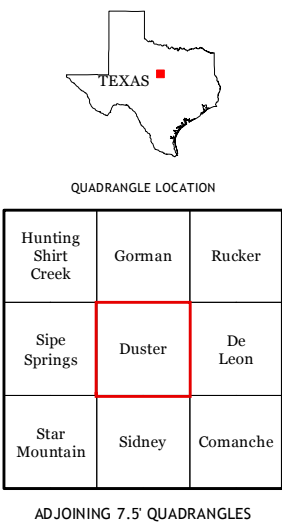 TEXAS
QUADRANGLE LOCATION
Hunting
Shirt
Creek
Gorman
Rucker
Sipe
Springs
Duster
De
Leon
Star
Mountain
Sidney
Comanche
ADJOINING 7.5' QUADRANGLES